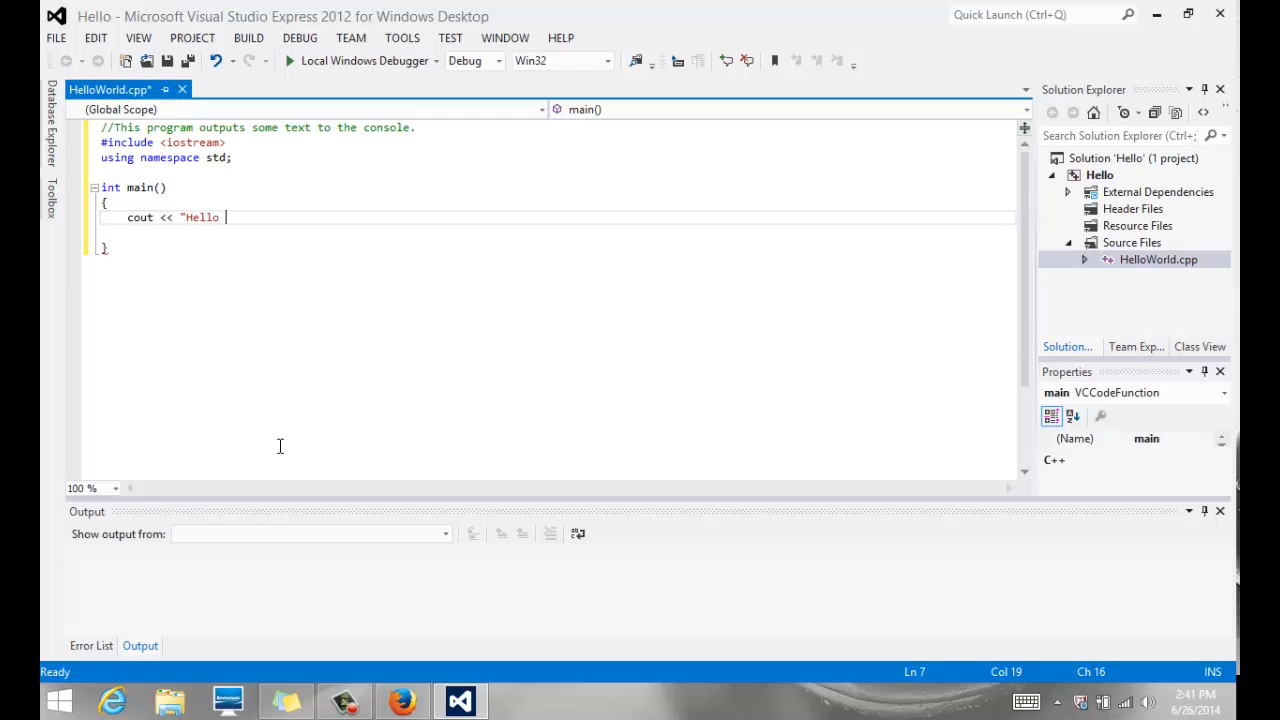 Hello - Microsoft Visual Studio Express 2012 for Windows Desktop
Quick Launch (Ctrl+Q)
FILE EDIT VIEW PROJECT BUILD DEBUG TEAM TOOLS TEST WINDOW HELP
Local Windows Debugger Debug Win32
Database Explorer
Toolbox
HelloWorld.cpp*
(Global Scope) main()
//This program outputs some text to the console.
#include <iostream>
using namespace std;
int main()
{
cout << "Hello
}
100 %
Solution Explorer
Search Solution Explorer (Ctrl+;
Solution 'Hello' (1 project)
Hello
External Dependencies
Header Files
Resource Files
Source Files
HelloWorld.cpp
Solution... Team Exp... Class View
Properties
main VCCodeFunction
(Name) main
C++
Output
Show output from:
Error List Output
Ready Ln 7 Col 19 Ch 16 INS
2:41 PM
6/26/2014